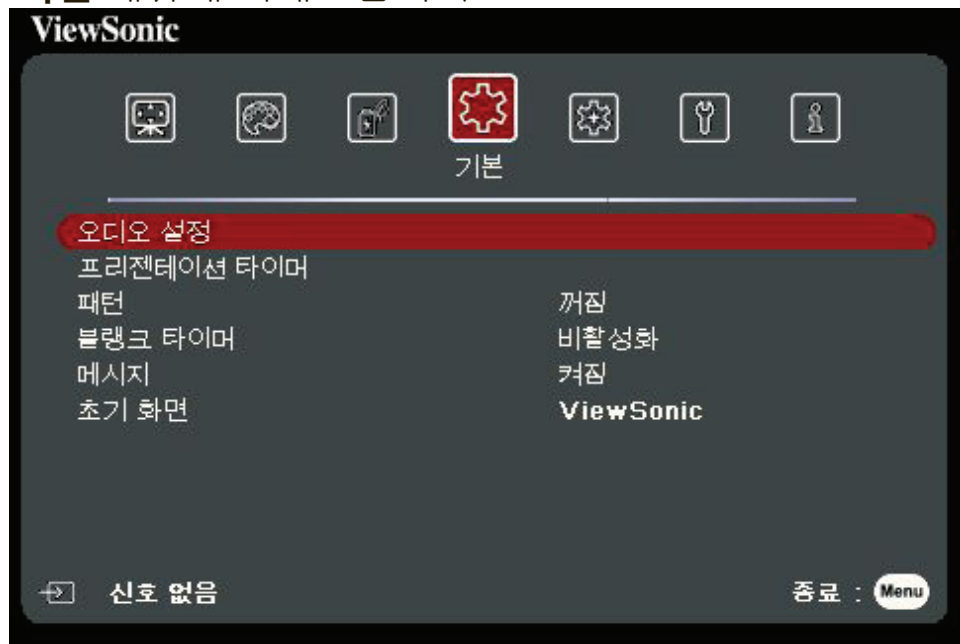 ViewSonic
기본
오디오 설정
프리젠테이션 타이머
패턴 꺼짐
블랭크 타이머 비활성화
메시지 켜짐
초기 화면 ViewSonic
신호 없음 종료 : Menu